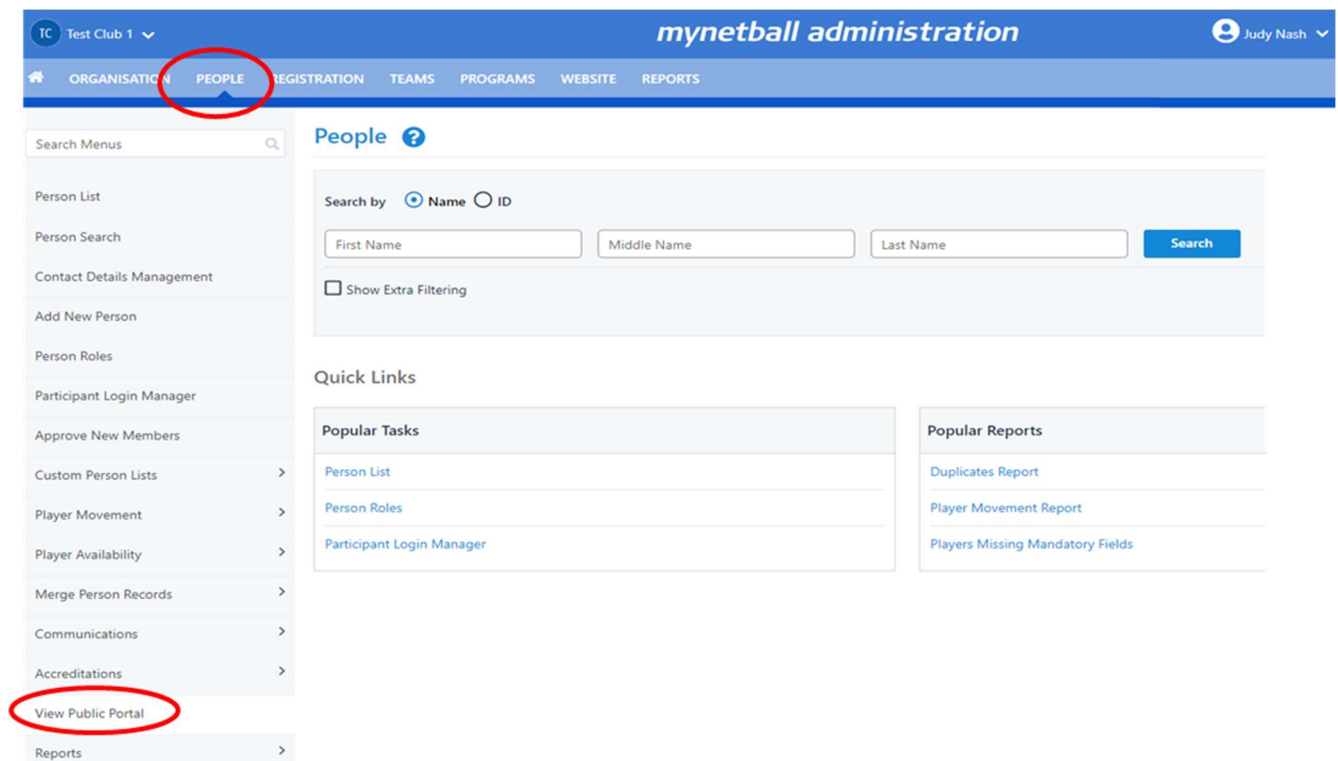 TC Test Club 1
mynetball administration
Judy Nash
ORGANISATION PEOPLE REGISTRATION TEAMS PROGRAMS WEBSITE REPORTS
Search Menus
Person List
Person Search
Contact Details Management
Add New Person
Person Roles
Participant Login Manager
Approve New Members
Custom Person Lists
Player Movement
Player Availability
Merge Person Records
Communications
Accreditations
View Public Portal
Reports
People ?
Search by Name ID
First Name Middle Name Last Name Search
Show Extra Filtering
Quick Links
Popular Tasks
Person List
Person Roles
Participant Login Manager
Popular Reports
Duplicates Report
Player Movement Report
Players Missing Mandatory Fields